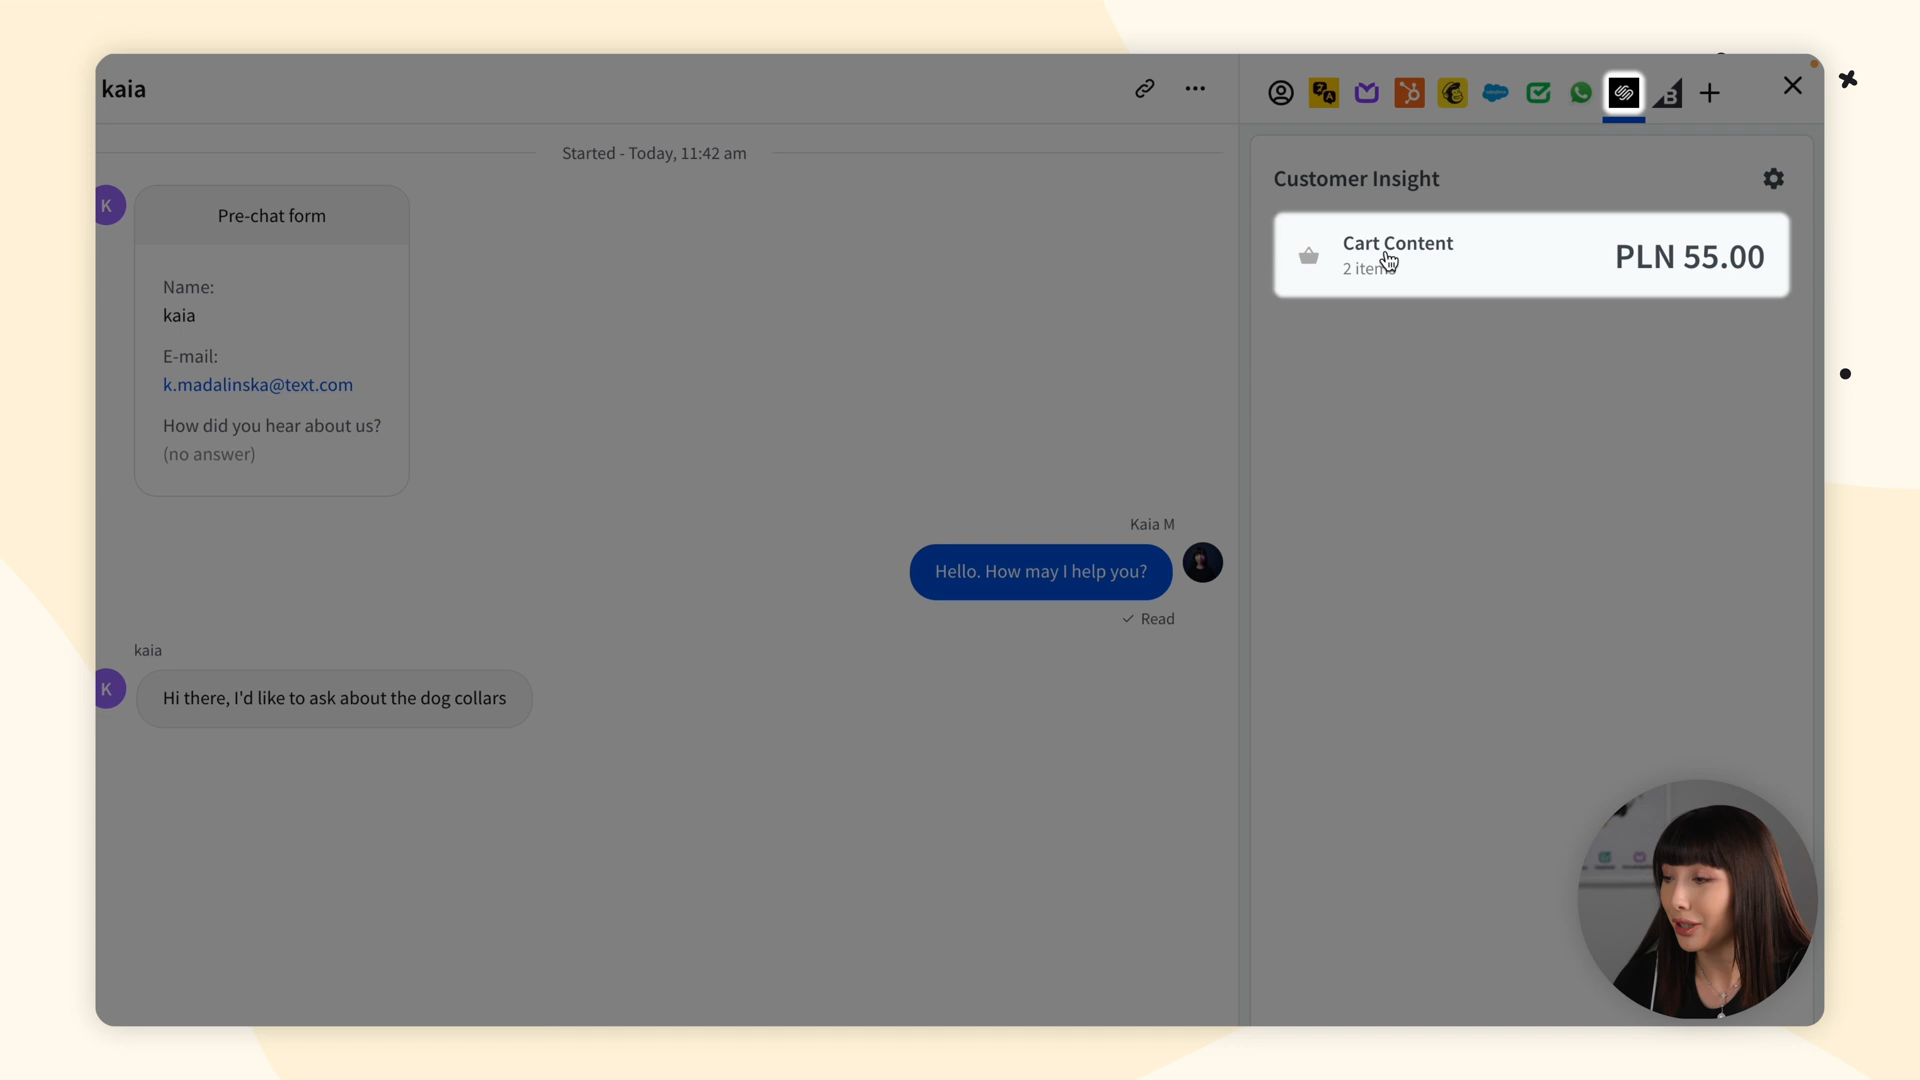 kaia
Started - Today, 11:42 am
K
Pre-chat form
Name:
kaia
E-mail:
k.madalinska@text.com
How did you hear about us?
(no answer)
Kaia M
Hello. How may I help you?
Read
kaia
K
Hi there, I'd like to ask about the dog collars
Customer Insight
Cart Content
2 items
PLN 55.00